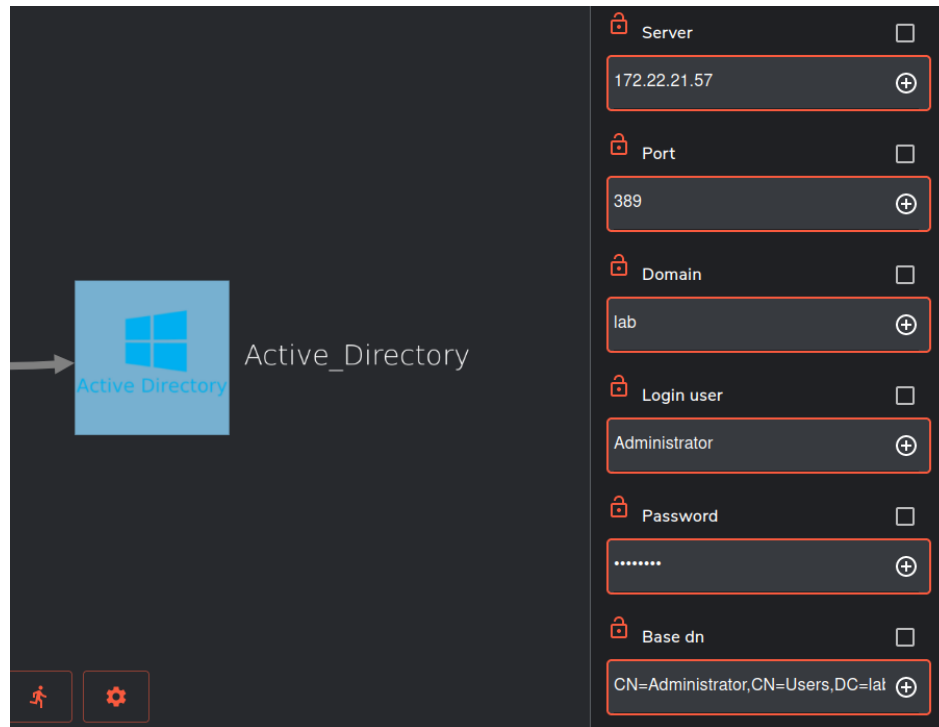 Server
172.22.21.57
Port
389
Domain
lab
Active_Directory
Active Directory
Login user
Administrator
Password
••••••••
Base dn
CN=Administrator,CN=Users,DC=lab